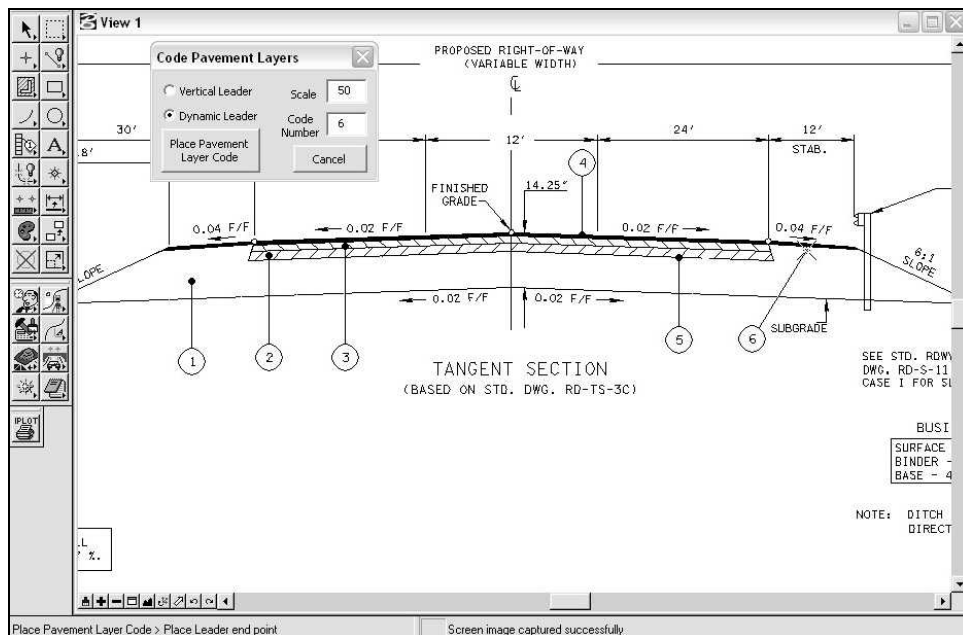 View 1
Code Pavement Layers
Vertical Leader
Scale 50
Dynamic Leader
Code Number 6
Place Pavement Layer Code
Cancel
PROPOSED RIGHT-OF-WAY
(VARIABLE WIDTH)
℄
30'
12'
24'
12'
.8'
STAB.
FINISHED
GRADE
14.25"
4
0.04 F/F
0.02 F/F
0.02 F/F
0.04 F/F
SLOPE
6:1
SLOPE
0.02 F/F
0.02 F/F
SUBGRADE
1
2
3
5
6
TANGENT SECTION
(BASED ON STD. DWG. RD-TS-3C)
SEE STD. RDWY
DWG. RD-S-11
CASE I FOR SL
BUSI
SURFACE
BINDER -
BASE - 4
NOTE: DITCH
DIRECT
%.
A
IPLOT
Place Pavement Layer Code > Place Leader end point
Screen image captured successfully